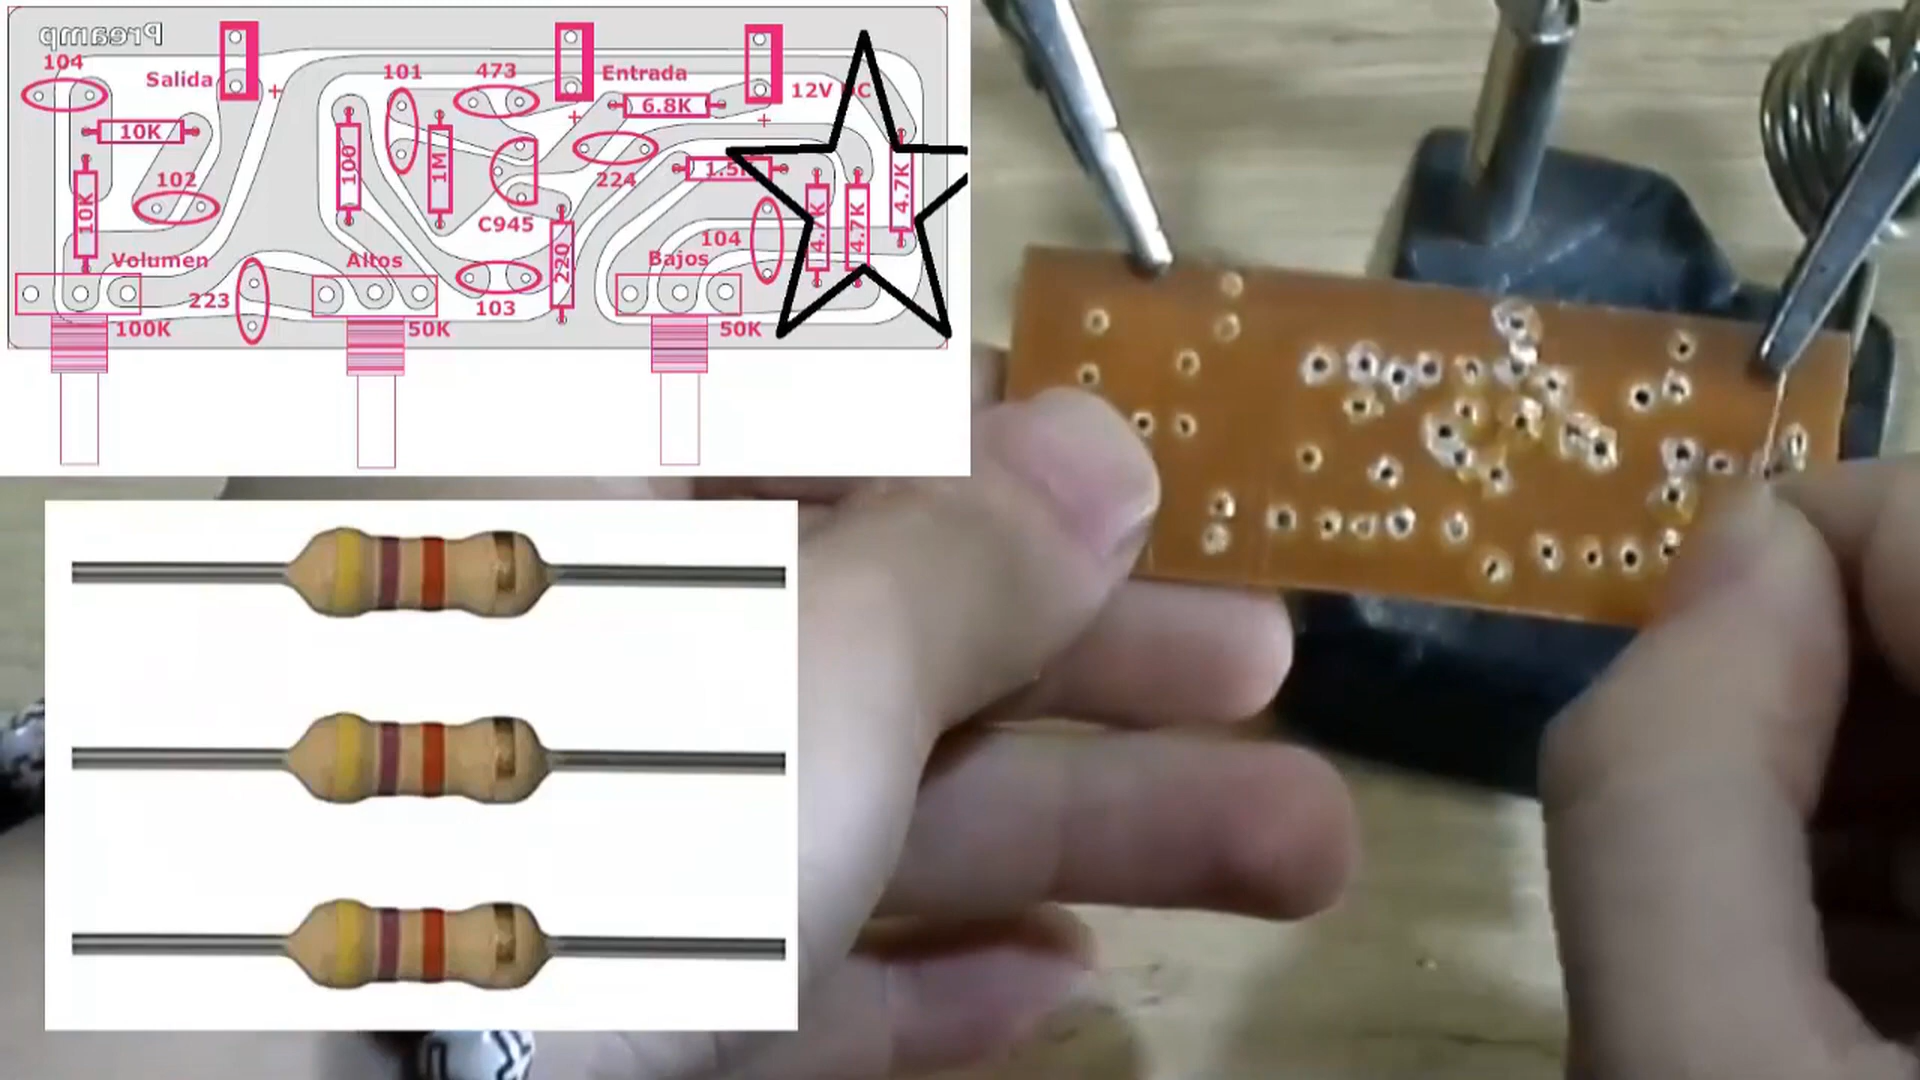 Preamp
104
Salida
+
101
473
Entrada
12V DC
6.8K
+
+
10K
100
1M
224
1.5K
4.7K
10K
102
C945
220
104
4.7K
4.7K
Volumen
Altos
Bajos
223
103
100K
50K
50K